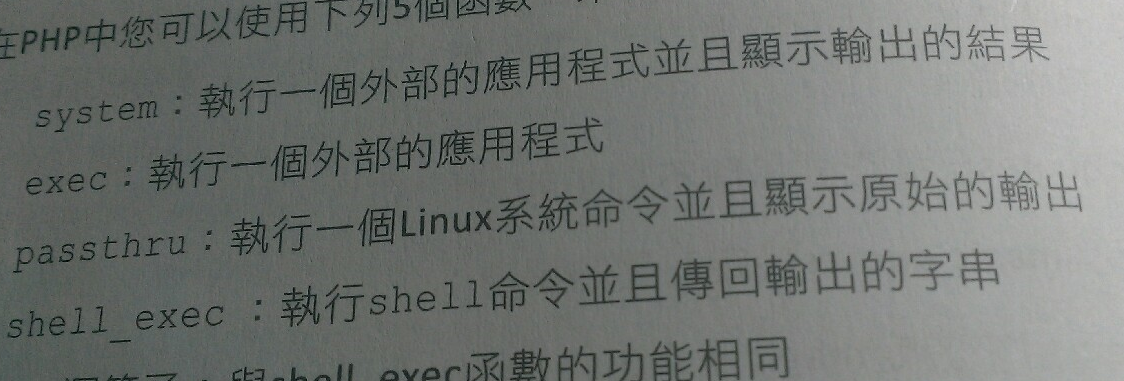 在PHP中您可以使用下列5個函數
system：執行一個外部的應用程式並且顯示輸出的結果
exec：執行一個外部的應用程式
passthru：執行一個Linux系統命令並且顯示原始的輸出
shell_exec ：執行shell命令並且傳回輸出的字串
：與shell_exec函數的功能相同